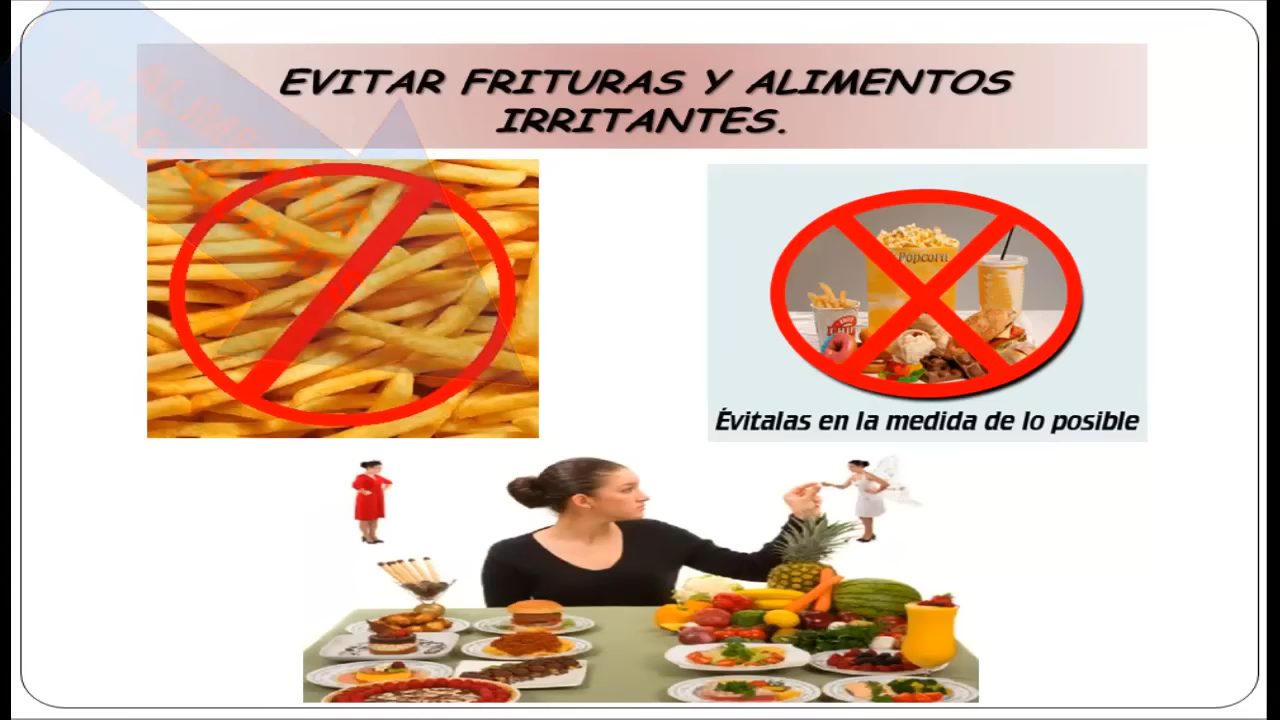 EVITAR FRITURAS Y ALIMENTOS
IRRITANTES.
Popcorn
Évitalas en la medida de lo posible